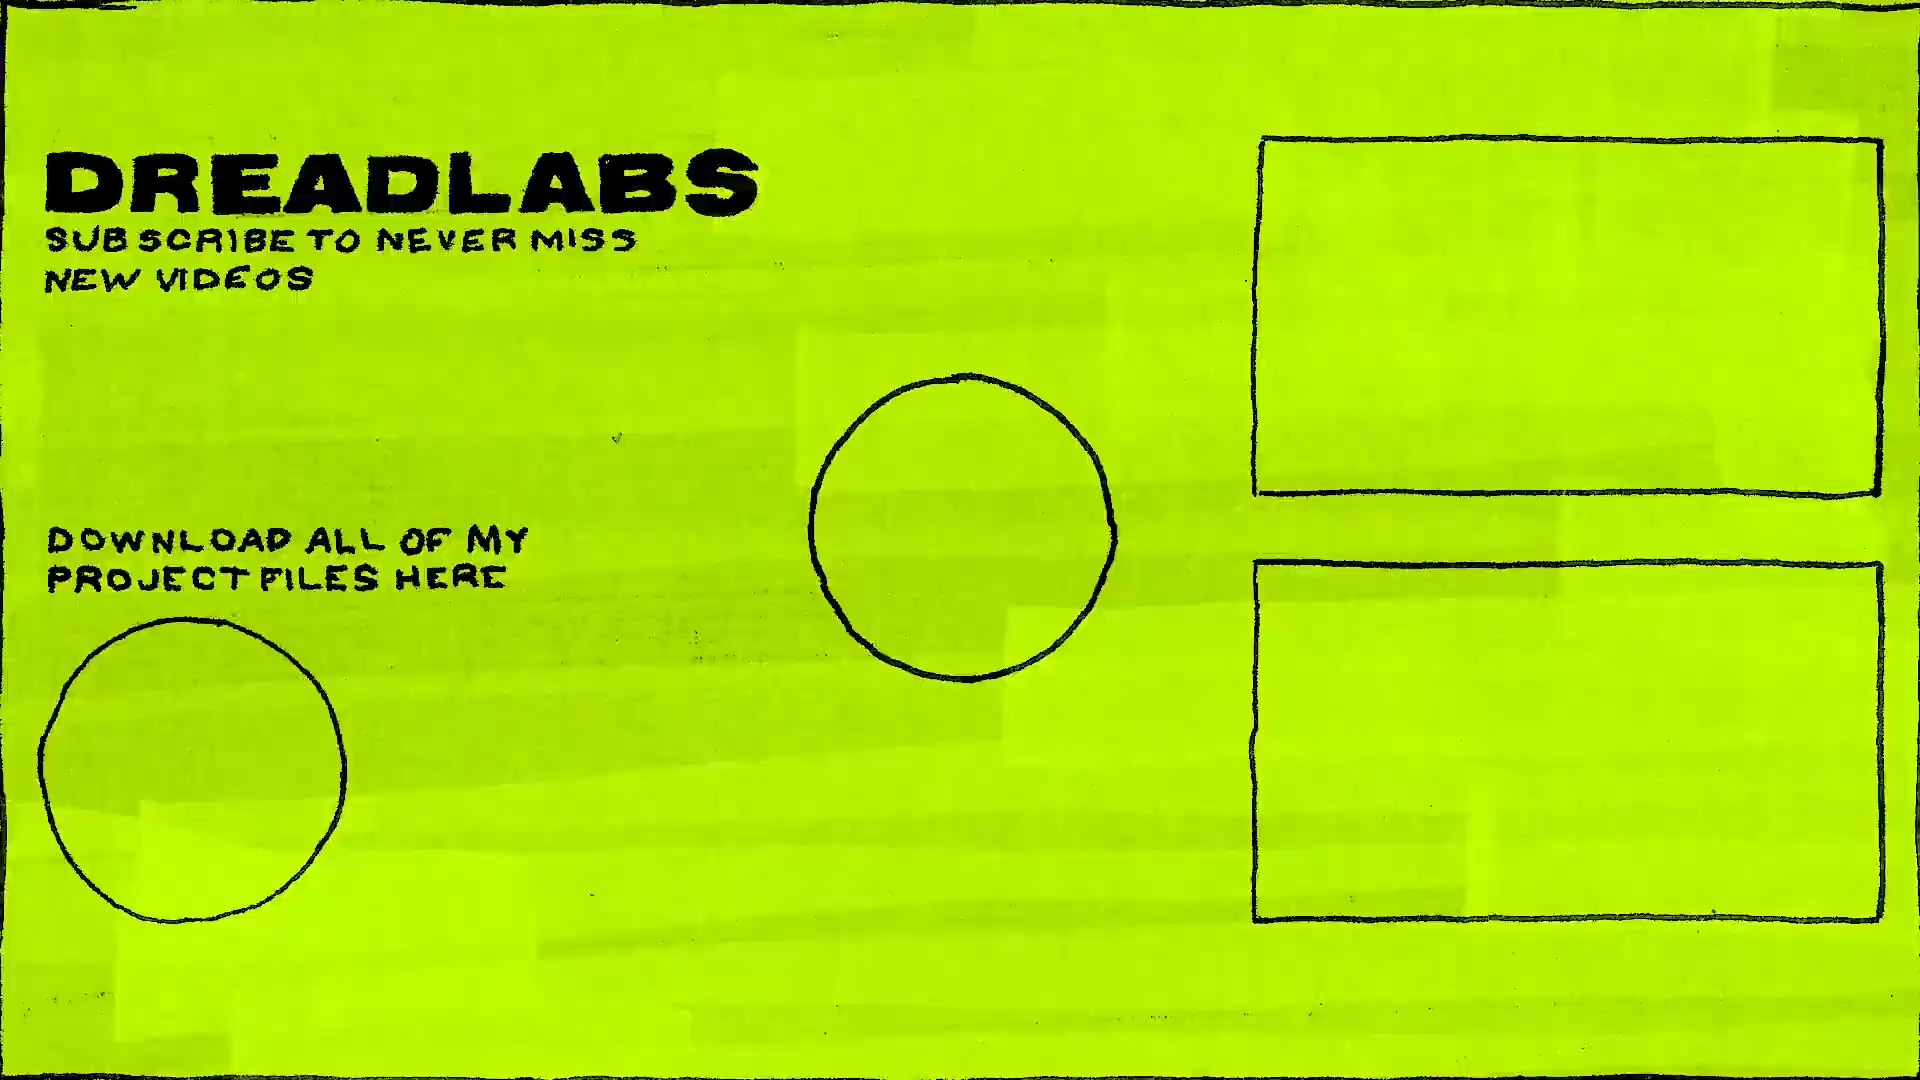 DREADLABS
SUBSCRIBE TO NEVER MISS
NEW VIDEOS
DOWNLOAD ALL OF MY
PROJECT FILES HERE